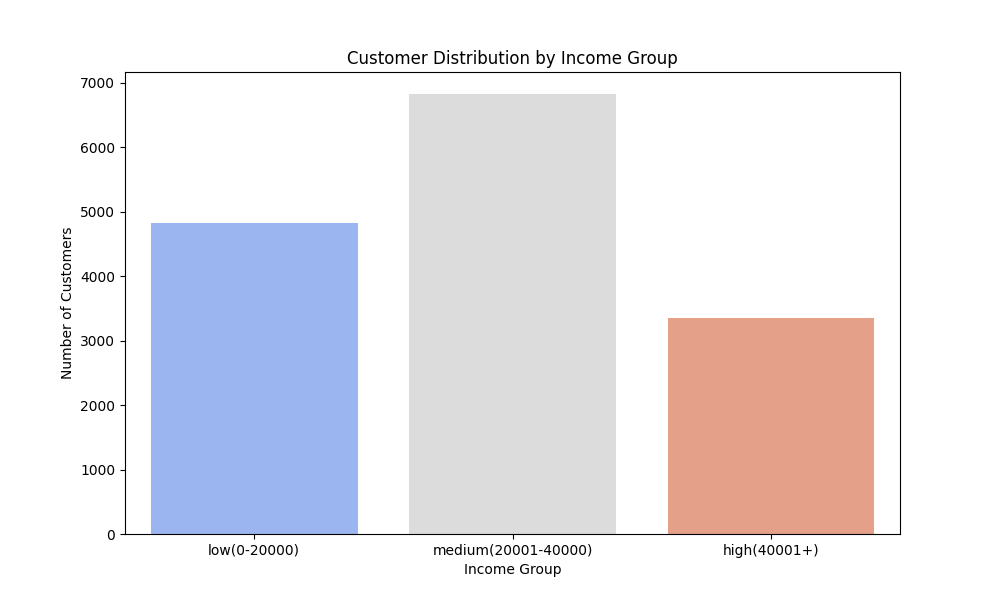 Customer Distribution by Income Group
7000
6000
5000
4000
3000
2000
1000
0
Number of Customers
low(0-20000) medium(20001-40000) high(40001+)
Income Group